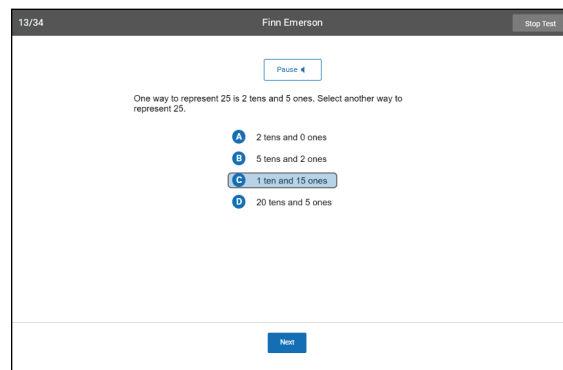 13/34
Finn Emerson
Stop Test
Pause
One way to represent 25 is 2 tens and 5 ones. Select another way to
represent 25.
A 2 tens and 0 ones
B 5 tens and 2 ones
C 1 ten and 15 ones
D 20 tens and 5 ones
Next